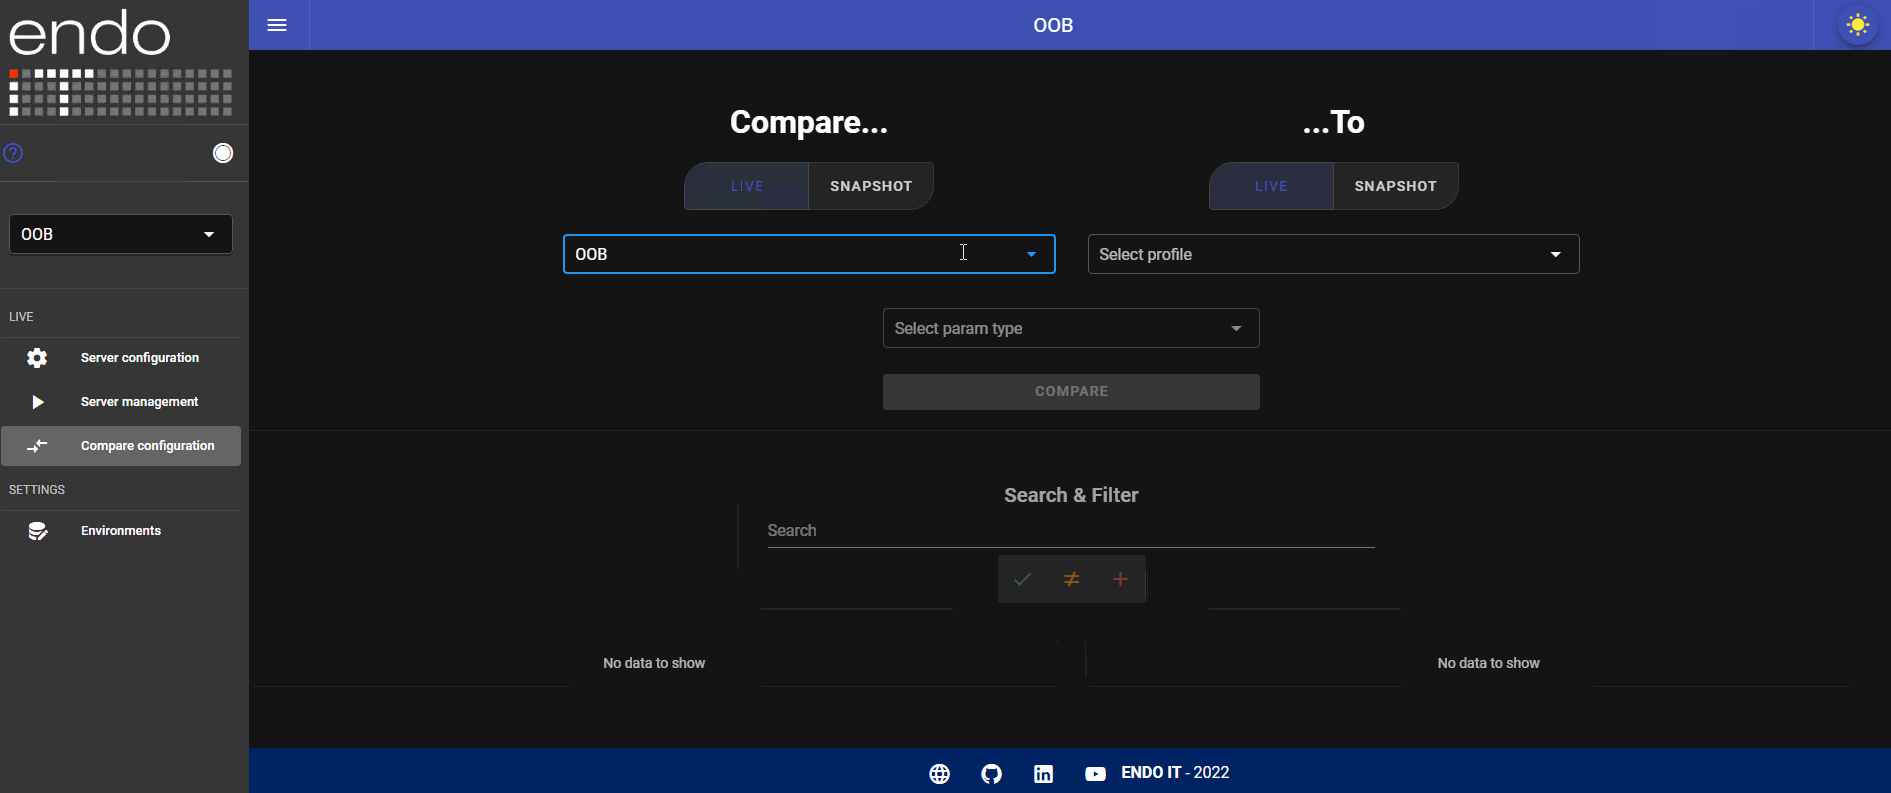 endo
OOB
OOB
LIVE
Server configuration
Server management
Compare configuration
SETTINGS
Environments
Compare...
...To
LIVE SNAPSHOT
LIVE SNAPSHOT
OOB
Select profile
Select param type
COMPARE
Search & Filter
Search
No data to show
No data to show
ENDO IT - 2022